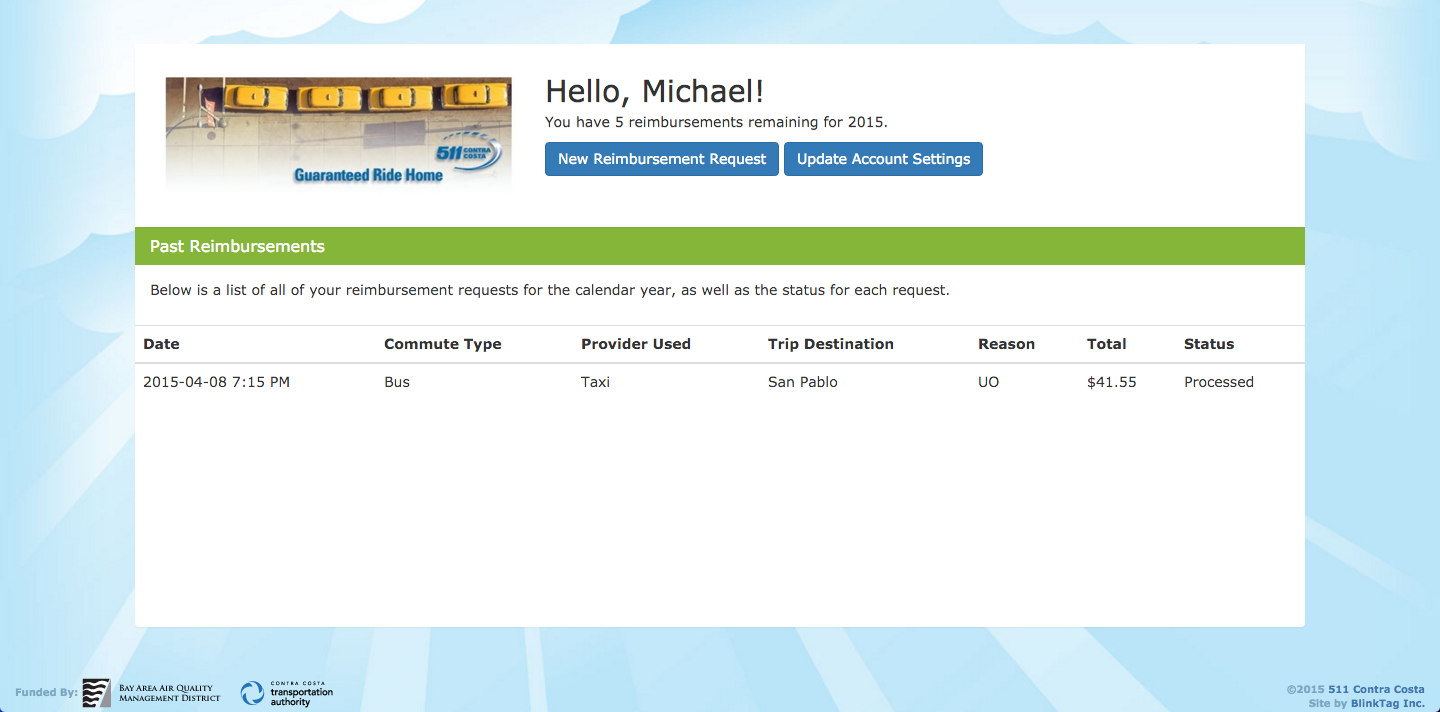 511 CONTRA COSTA
Guaranteed Ride Home
Hello, Michael!
You have 5 reimbursements remaining for 2015.
New Reimbursement Request Update Account Settings
Past Reimbursements
Below is a list of all of your reimbursement requests for the calendar year, as well as the status for each request.
Date Commute Type Provider Used Trip Destination Reason Total Status
2015-04-08 7:15 PM Bus Taxi San Pablo UO $41.55 Processed
Funded By:
BAY AREA AIR QUALITY
MANAGEMENT DISTRICT
CONTRA COSTA
transportation
authority
©2015 511 Contra Costa
Site by BlinkTag Inc.